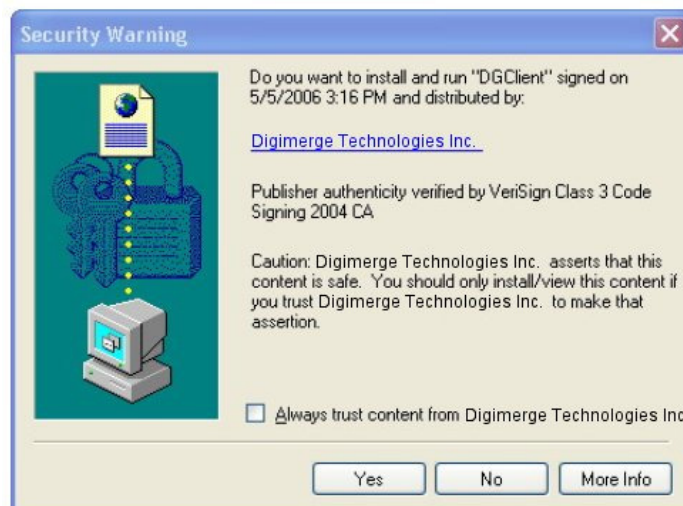 Security Warning
Do you want to install and run "DGClient" signed on
5/5/2006 3:16 PM and distributed by:
Digimerge Technologies Inc.
Publisher authenticity verified by VeriSign Class 3 Code
Signing 2004 CA
Caution: Digimerge Technologies Inc. asserts that this
content is safe. You should only install/view this content if
you trust Digimerge Technologies Inc. to make that
assertion.
Always trust content from Digimerge Technologies Inc
Yes
No
More Info